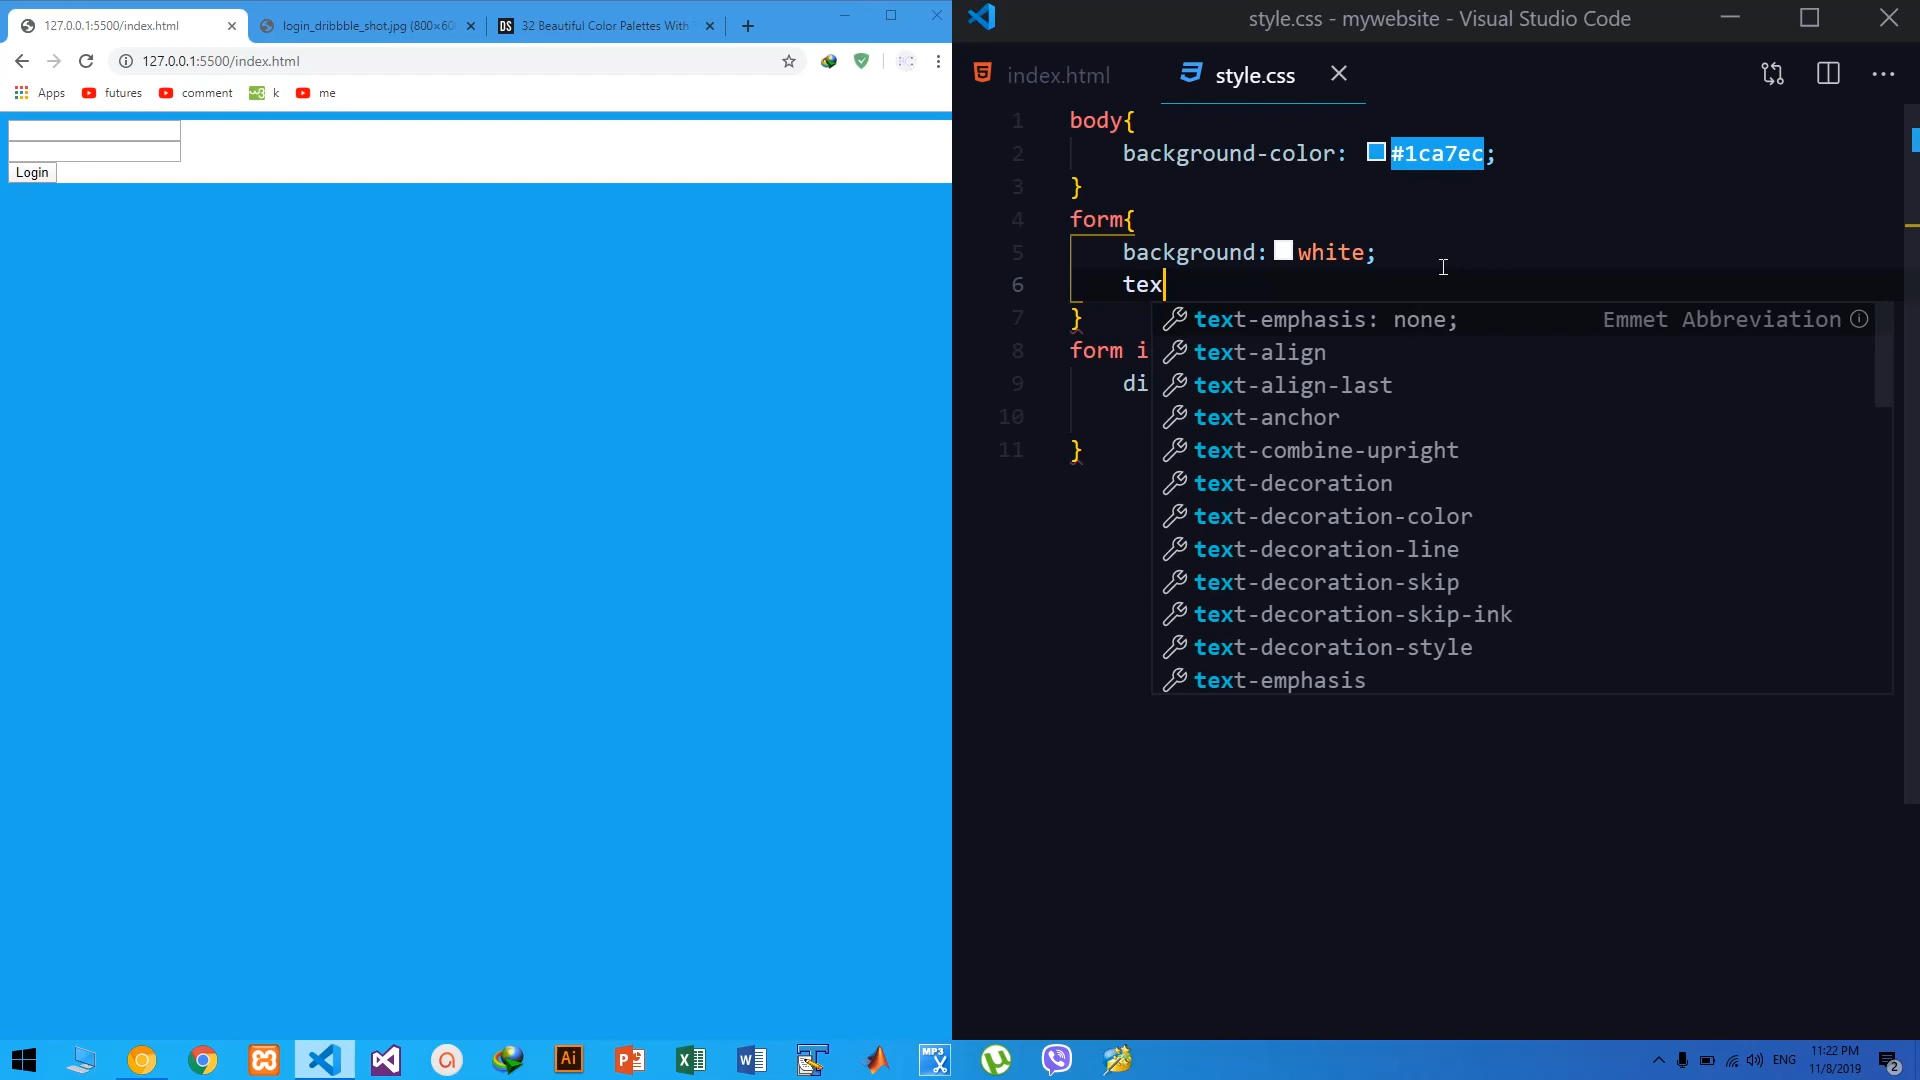 127.0.0.1:5500/index.html
login_dribbble_shot.jpg (800×60
DS 32 Beautiful Color Palettes With
127.0.0.1:5500/index.html
Apps futures comment k me
Login
style.css - mywebsite - Visual Studio Code
index.html style.css
1 body{
2 background-color: #1ca7ec;
3 }
4 form{
5 background: white;
6 tex
7 }
8 form i
9 di
10
11 }
text-emphasis: none; Emmet Abbreviation
text-align
text-align-last
text-anchor
text-combine-upright
text-decoration
text-decoration-color
text-decoration-line
text-decoration-skip
text-decoration-skip-ink
text-decoration-style
text-emphasis
Ai
MP3
ENG
11:22 PM
11/8/2019
2